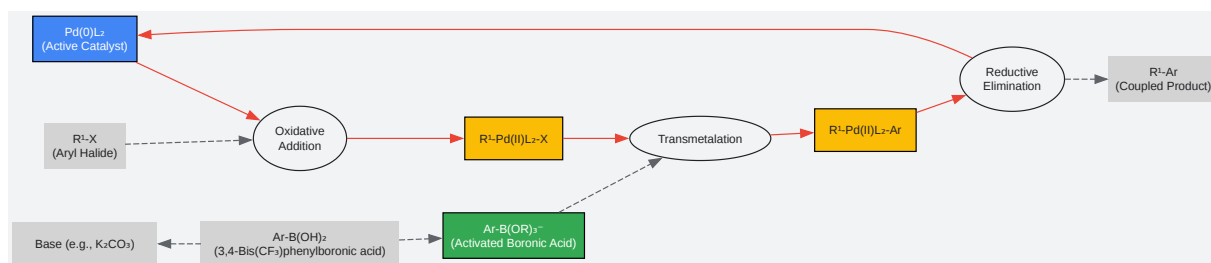 Pd(0)L₂
(Active Catalyst)
R¹-X
(Aryl Halide)
Oxidative
Addition
R¹-Pd(II)L₂-X
Transmetalation
R¹-Pd(II)L₂-Ar
Reductive
Elimination
R¹-Ar
(Coupled Product)
Base (e.g., K₂CO₃)
Ar-B(OH)₂
(3,4-Bis(CF₃)phenylboronic acid)
Ar-B(OR)₃⁻
(Activated Boronic Acid)